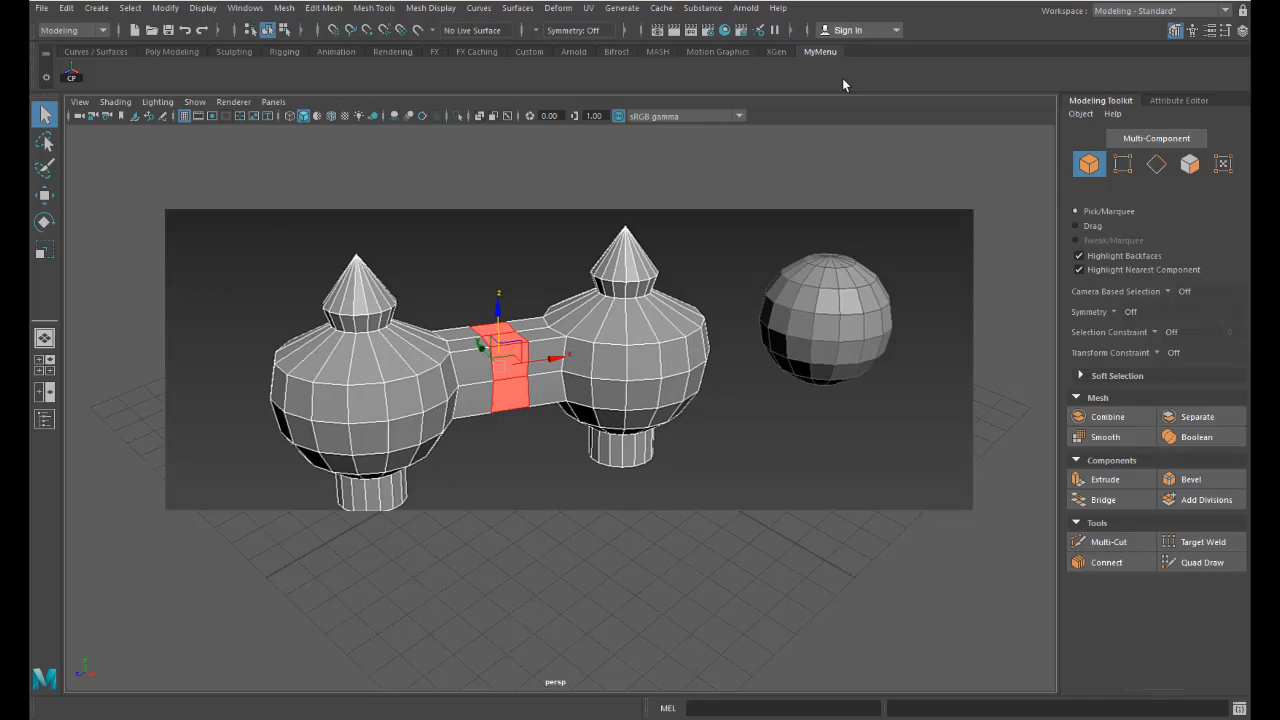 File Edit Create Select Modify Display Windows Mesh Edit Mesh Mesh Tools Mesh Display Curves Surfaces Deform UV Generate Cache Substance Arnold Help
Workspace : Modeling - Standard*
Modeling No Live Surface Symmetry: Off Sign In
Curves / Surfaces Poly Modeling Sculpting Rigging Animation Rendering FX FX Caching Custom Arnold Bifrost MASH Motion Graphics XGen MyMenu
CP
View Shading Lighting Show Renderer Panels
0.00 1.00 sRGB gamma
Modeling Toolkit Attribute Editor
Object Help
Multi-Component
Pick/Marquee
Drag
Tweak/Marquee
Highlight Backfaces
Highlight Nearest Component
Camera Based Selection Off
Symmetry Off
Selection Constraint Off 0
Transform Constraint Off
Soft Selection
Mesh
Combine Separate
Smooth Boolean
Components
Extrude Bevel
Bridge Add Divisions
Tools
Multi-Cut Target Weld
Connect Quad Draw
z
x
persp
MEL